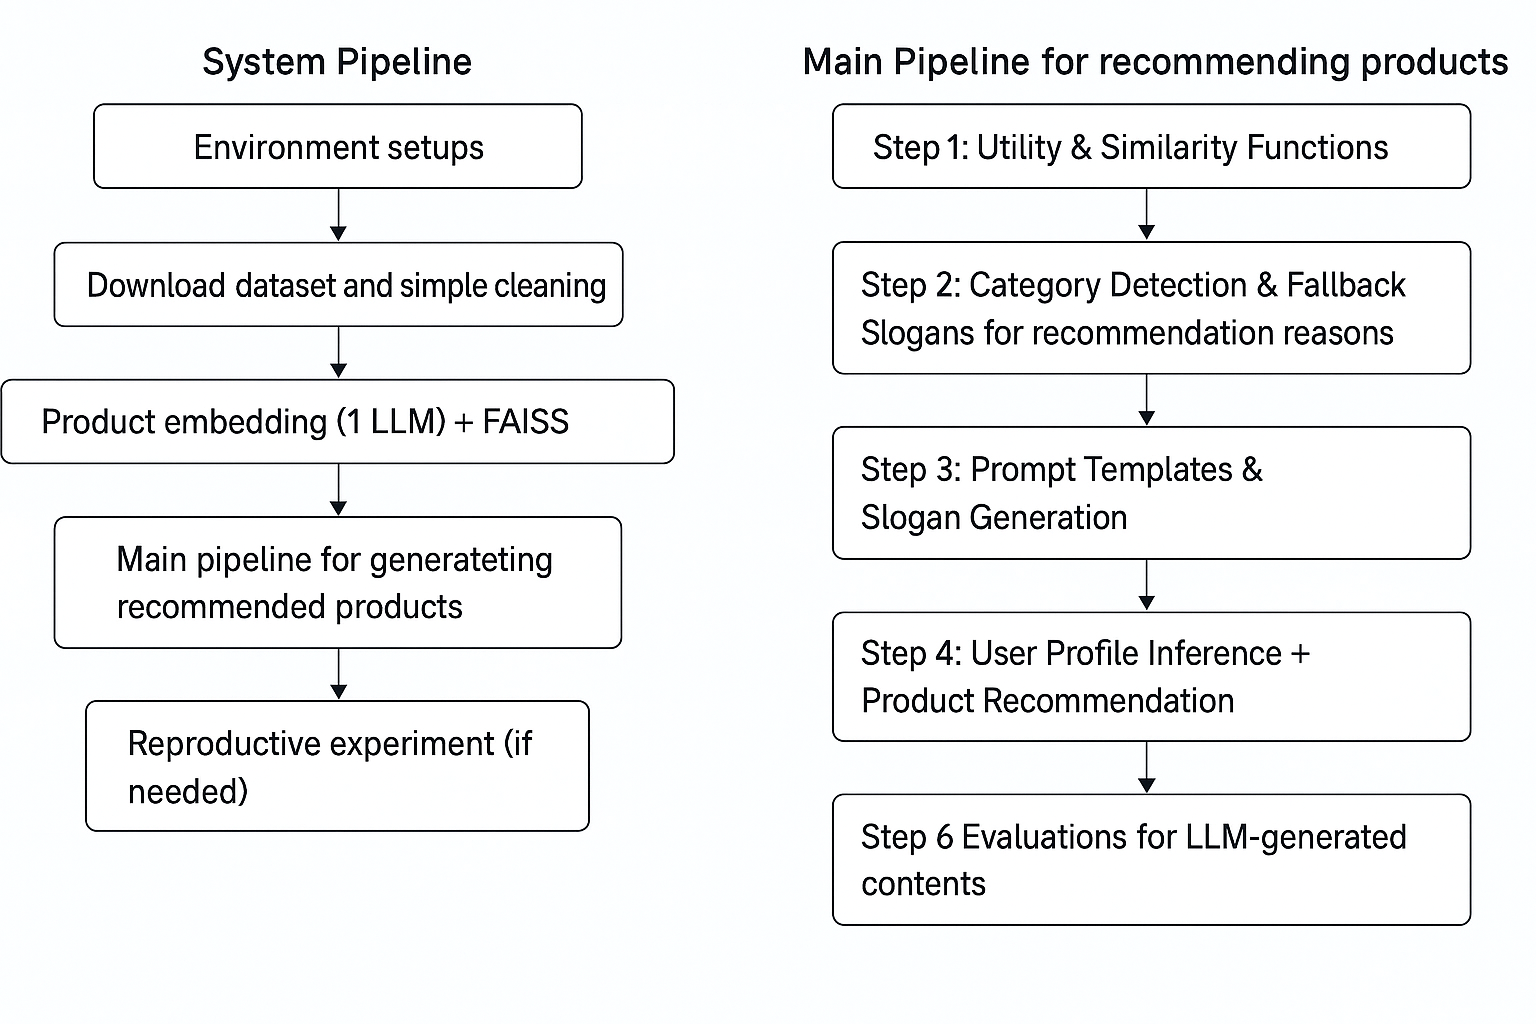 System Pipeline
Environment setups
Download dataset and simple cleaning
Product embedding (1 LLM) + FAISS
Main pipeline for generateting
recommended products
Reproductive experiment (if
needed)
Main Pipeline for recommending products
Step 1: Utility & Similarity Functions
Step 2: Category Detection & Fallback
Slogans for recommendation reasons
Step 3: Prompt Templates &
Slogan Generation
Step 4: User Profile Inference +
Product Recommendation
Step 6 Evaluations for LLM-generated
contents